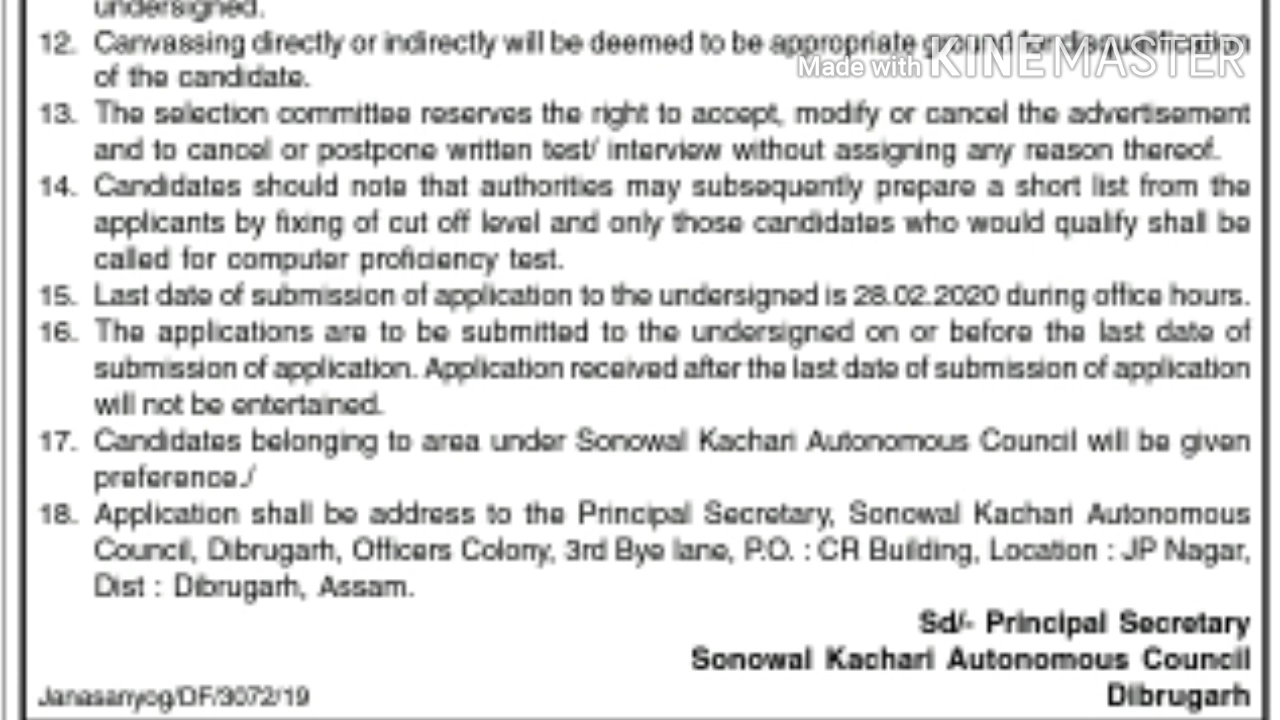 undersigned.
12. Canvassing directly or indirectly will be deemed to be appropriate ground for disqualification
Made with KINEMASTER
of the candidate.
13. The selection committee reserves the right to accept, modify or cancel the advertisement
and to cancel or postpone written test/ interview without assigning any reason thereof.
14. Candidates should note that authorities may subsequently prepare a short list from the
applicants by fixing of cut off level and only those candidates who would qualify shall be
called for computer proficiency test.
15. Last date of submission of application to the undersigned is 28.02.2020 during office hours.
16. The applications are to be submitted to the undersigned on or before the last date of
submission of application. Application received after the last date of submission of application
will not be entertained.
17. Candidates belonging to area under Sonowal Kachari Autonomous Council will be given
preference./
18. Application shall be address to the Principal Secretary, Sonowal Kachari Autonomous
Council, Dibrugarh, Officers Colony, 3rd Bye lane, P.O. : CR Building, Location : JP Nagar,
Dist : Dibrugarh, Assam.
Sd/- Principal Secretary
Sonowal Kachari Autonomous Council
Janasanyog/DF/3072/19 Dibrugarh